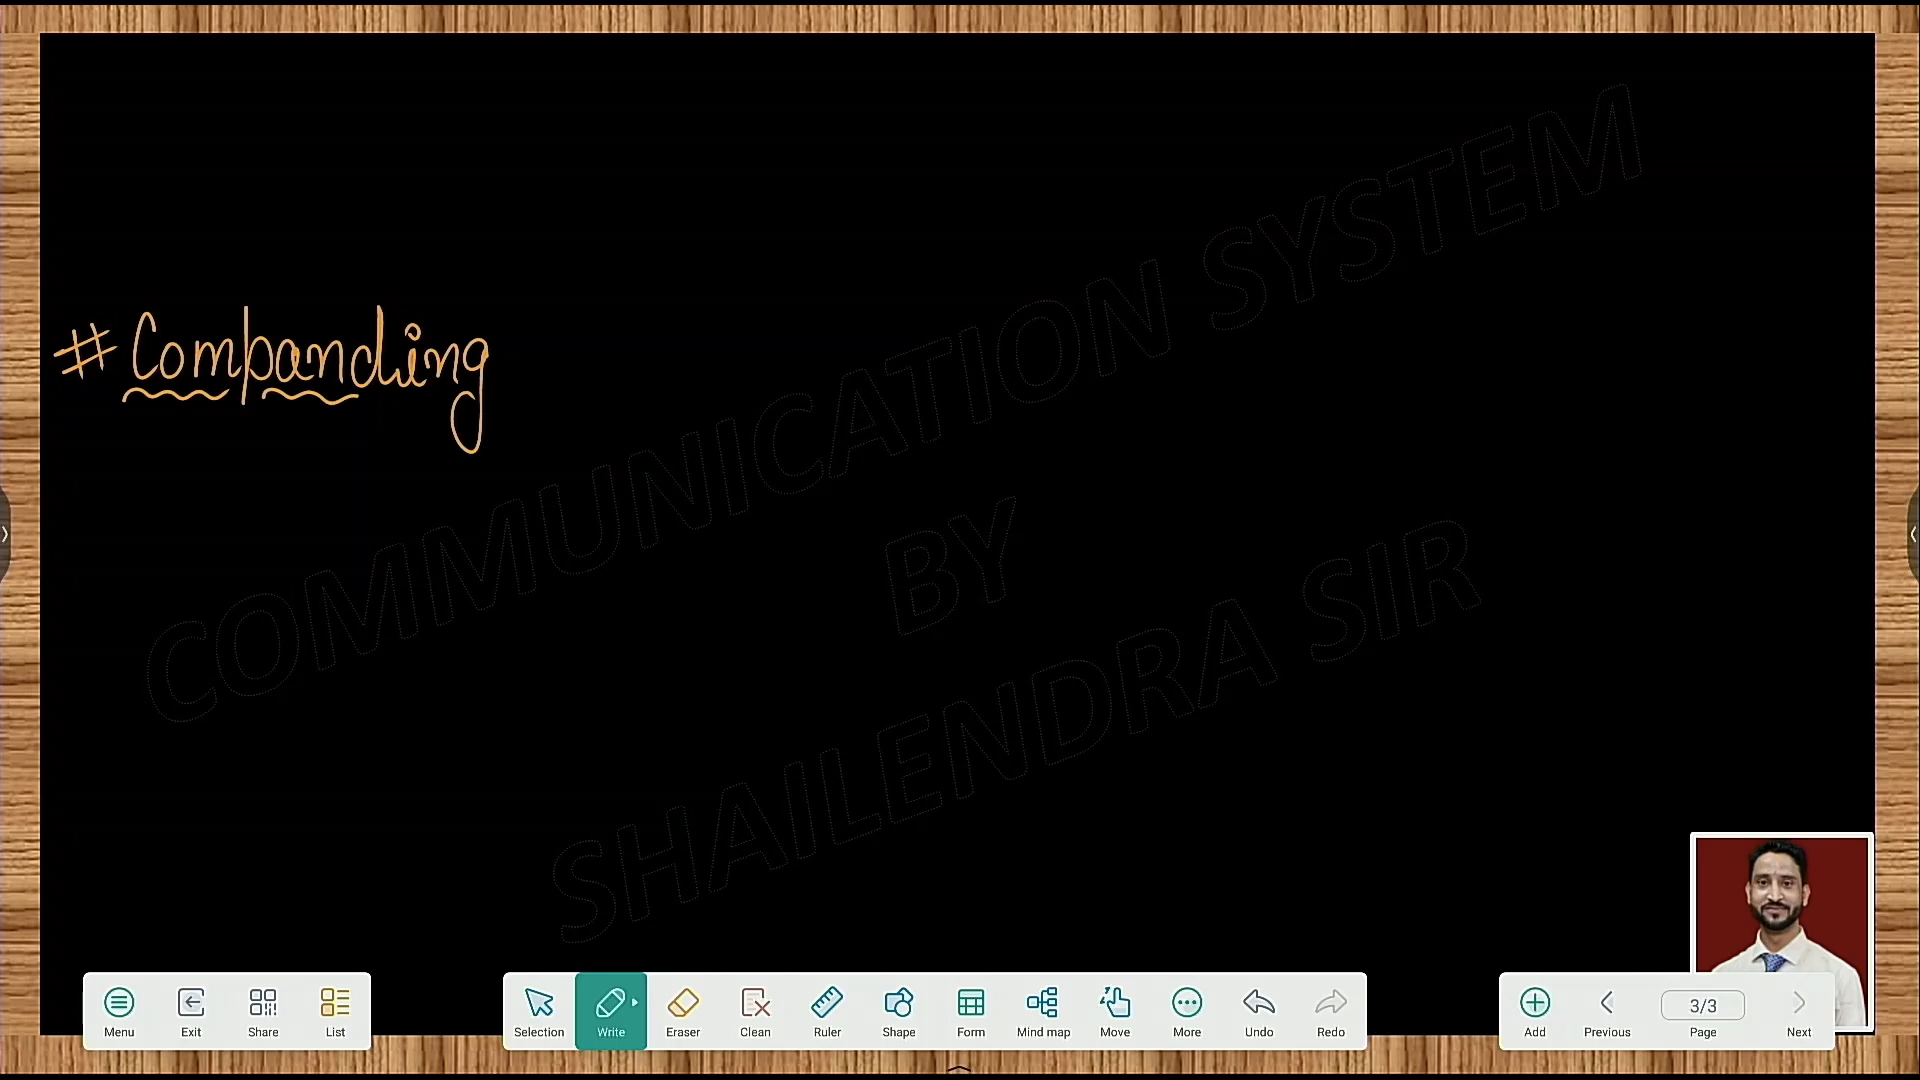 COMMUNICATION SYSTEM
#Companding
BY
SHAILENDRA SIR
Menu
Exit
Share
List
Selection
Write
Eraser
Clean
Ruler
Shape
Form
Mind map
Move
More
Undo
Redo
Add
Previous
3/3
Page
Next